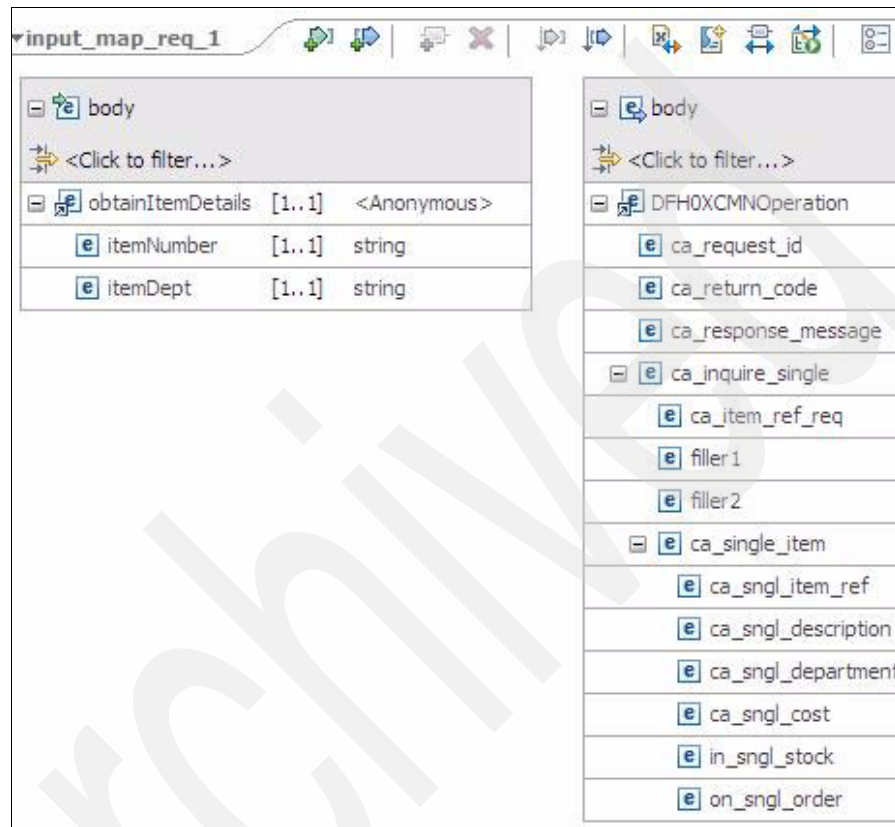 input_map_req_1
body
<Click to filter...>
obtainItemDetails [1..1] <Anonymous>
itemNumber [1..1] string
itemDept [1..1] string
body
<Click to filter...>
DFH0XCMNOperation
ca_request_id
ca_return_code
ca_response_message
ca_inquire_single
ca_item_ref_req
filler1
filler2
ca_single_item
ca_sngl_item_ref
ca_sngl_description
ca_sngl_department
ca_sngl_cost
in_sngl_stock
on_sngl_order
rchived